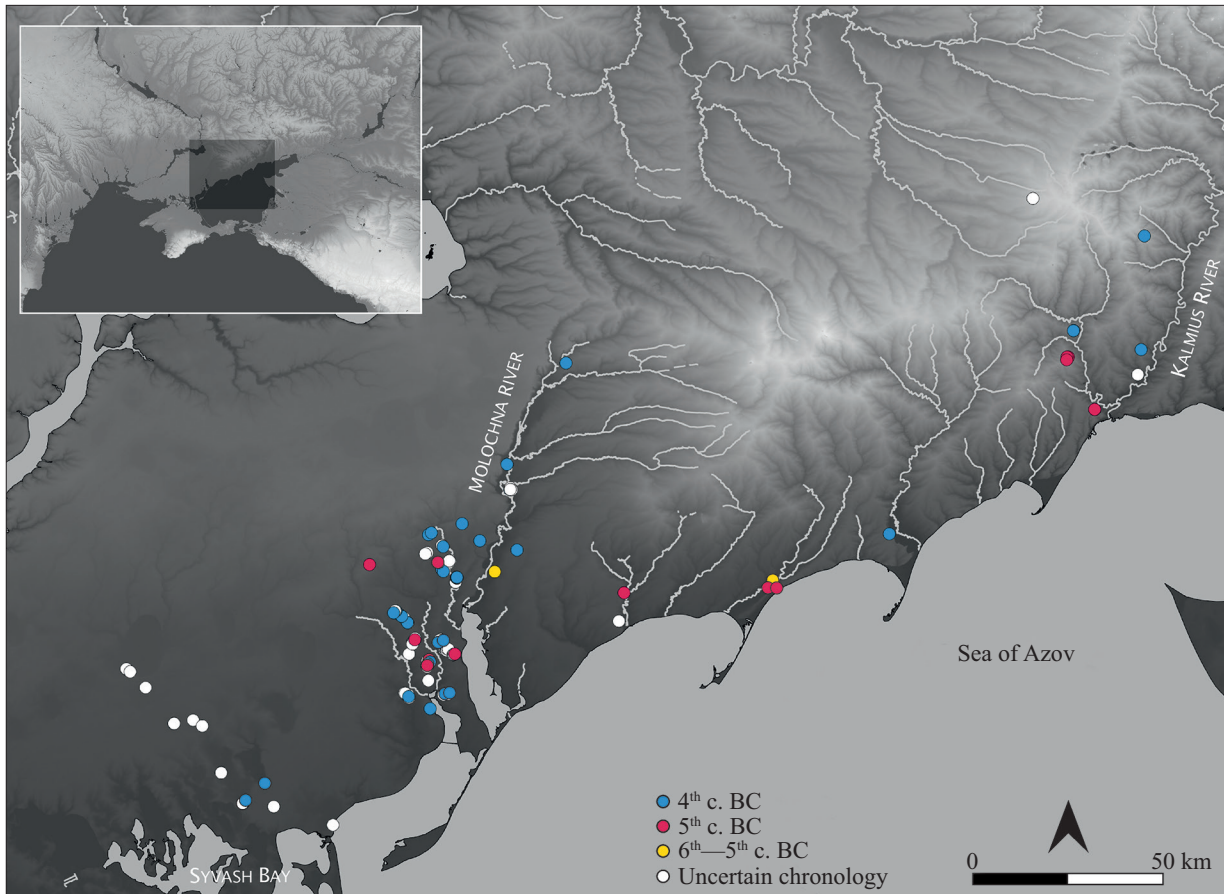 MOLOCHNA RIVER
KALMIUS RIVER
Sea of Azov
SYVASH BAY
4th c. BC
5th c. BC
6th—5th c. BC
Uncertain chronology
0 50 km